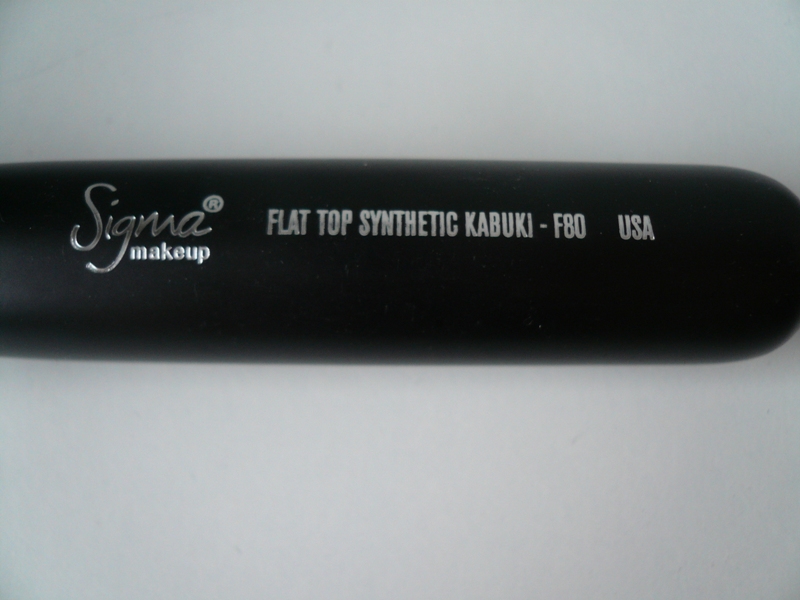 Sigma®
makeup
FLAT TOP SYNTHETIC KABUKI - F80 USA